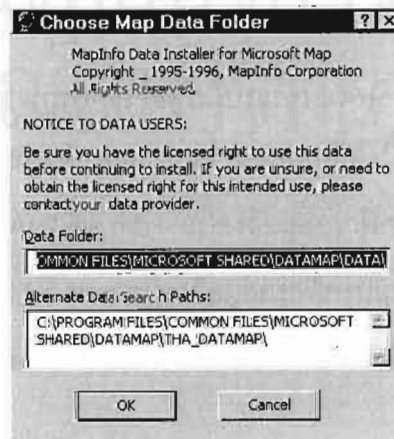 Choose Map Data Folder
MapInfo Data Installer for Microsoft Map
Copyright _ 1995-1996, MapInfo Corporation
All Rights Reserved.
NOTICE TO DATA USERS:
Be sure you have the licensed right to use this data
before continuing to install. If you are unsure, or need to
obtain the licensed right for this intended use, please
contact your data provider.
Data Folder:
OMMON FILES\MICROSOFT SHARED\DATAMAP\DATA\
Alternate Data Search Paths:
C:\PROGRAM FILES\COMMON FILES\MICROSOFT
SHARED\DATAMAP\THA_DATAMAP\
OK Cancel